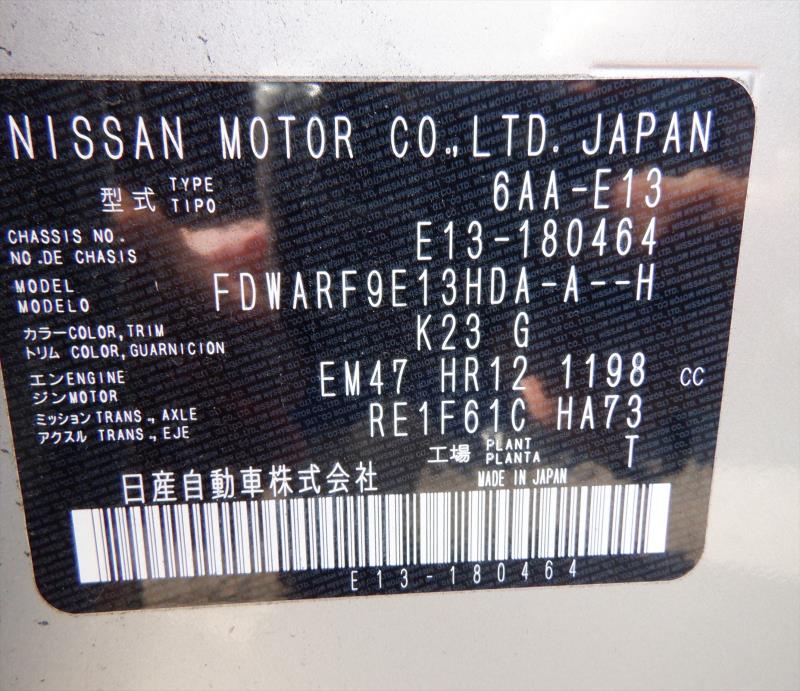 NISSAN MOTOR CO.,LTD. JAPAN
型式 TYPE TIPO 6AA-E13
CHASSIS NO. E13-180464
NO.DE CHASIS
MODEL FDWARF9E13HDA-A--H
MODELO
カラーCOLOR,TRIM K23 G
トリム COLOR,GUARNICION
エンENGINE EM47 HR12 1198 CC
ジンMOTOR
ミッションTRANS.,AXLE RE1F61C HA73
アクスル TRANS.,EJE
工場 PLANT PLANTA T
日産自動車株式会社 MADE IN JAPAN
E13-180464